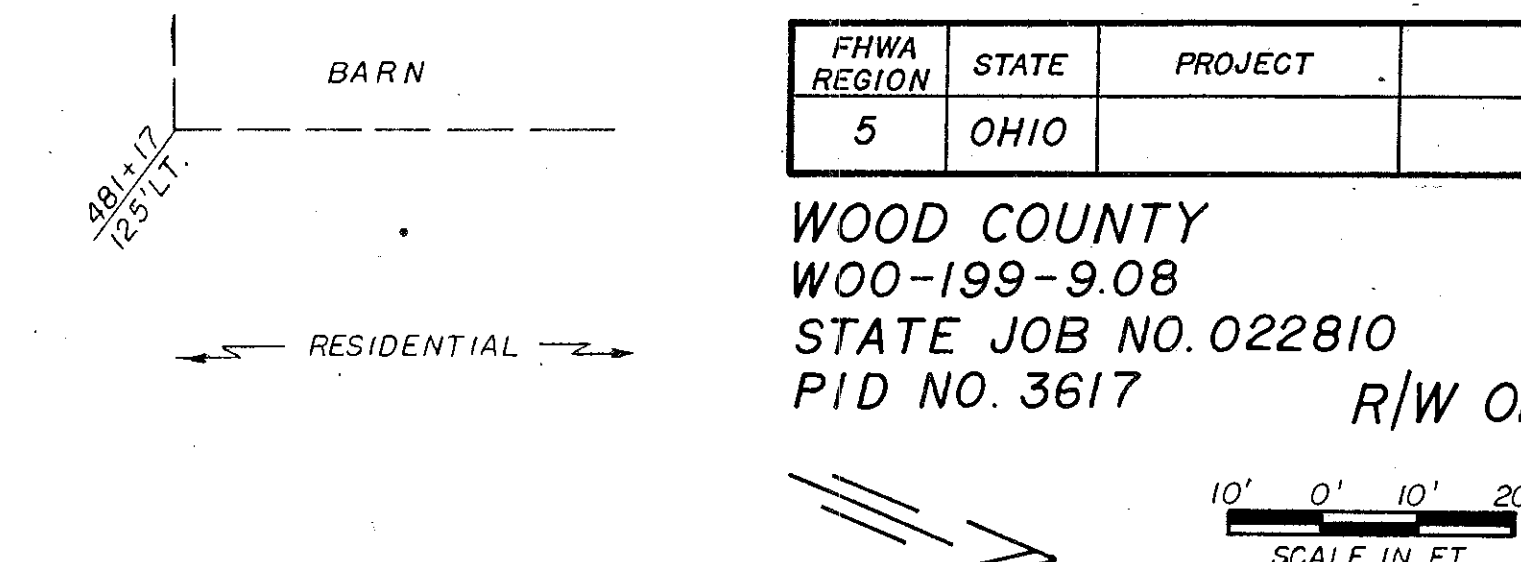 BARN
481+17
125' LT.
RESIDENTIAL
FHWA REGION STATE PROJECT
5 OHIO
WOOD COUNTY
WOO-199-9.08
STATE JOB NO. 022810
PID NO. 3617
R/W
10' 0' 10' 20
SCALE IN FT.